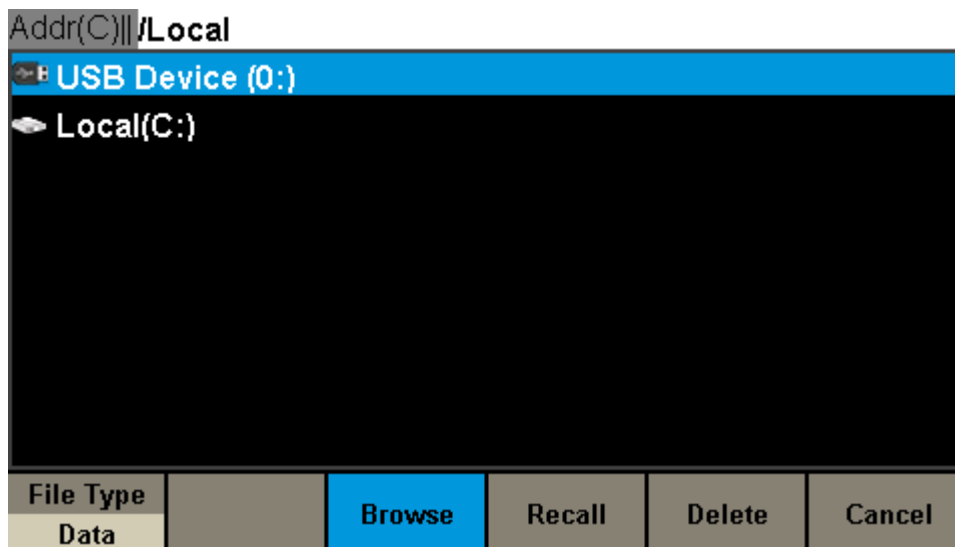 Addr(C)|| /Local
USB Device (0:)
Local(C:)
File Type
Data
Browse
Recall
Delete
Cancel